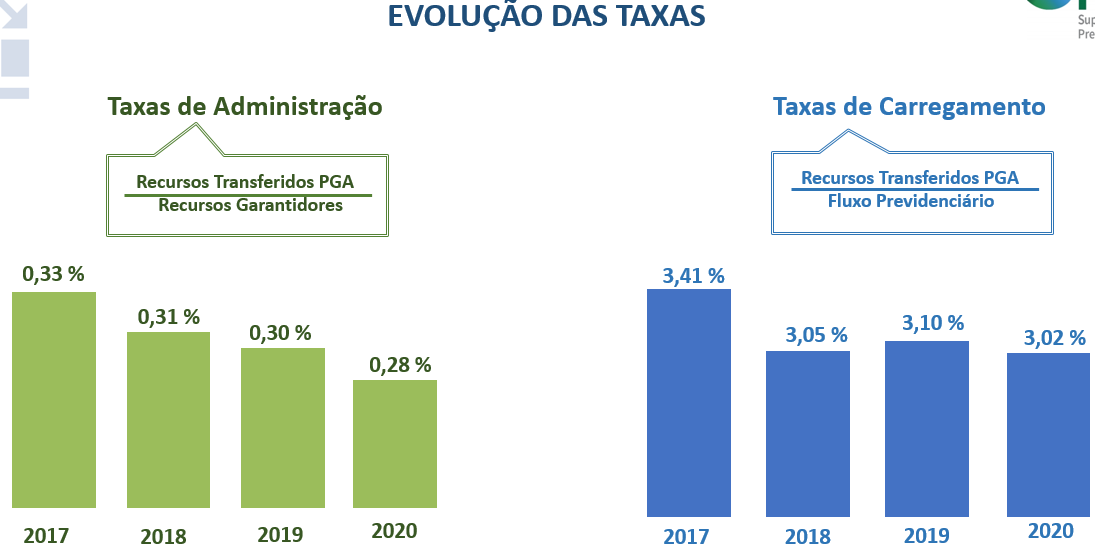 EVOLUÇÃO DAS TAXAS
Taxas de Administração
Recursos Transferidos PGA
Recursos Garantidores
0,33 %
0,31 %
0,30 %
0,28 %
2017
2018
2019
2020
Taxas de Carregamento
Recursos Transferidos PGA
Fluxo Previdenciário
3,41 %
3,05 %
3,10 %
3,02 %
2017
2018
2019
2020